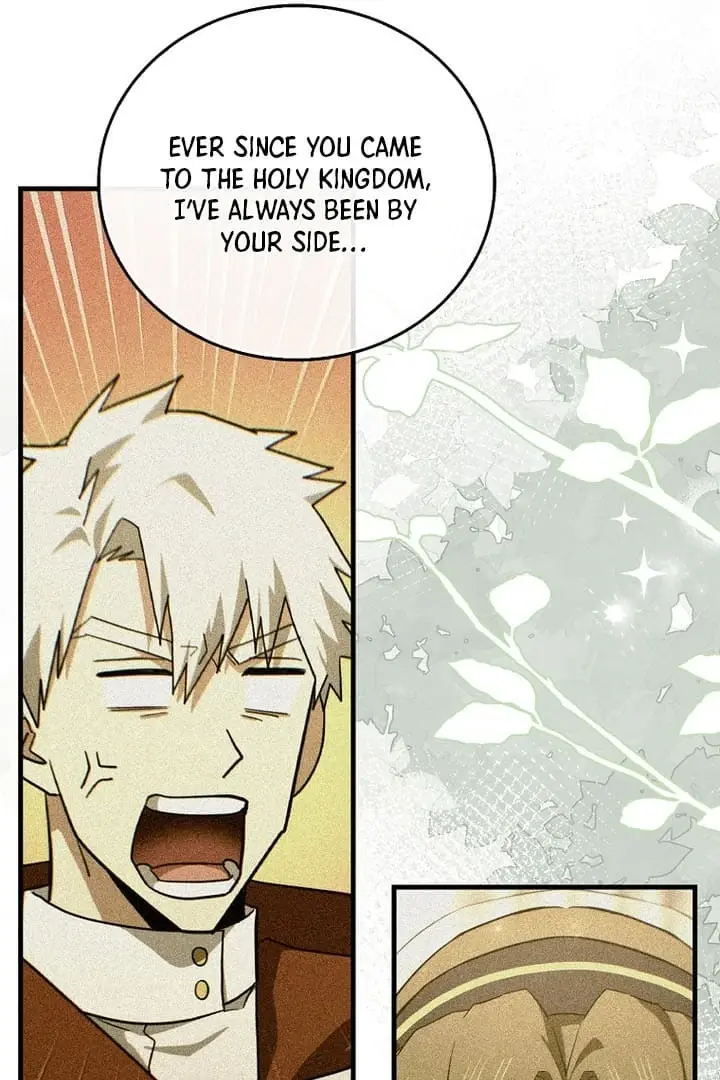 EVER SINCE YOU CAME
TO THE HOLY KINGDOM,
I'VE ALWAYS BEEN BY
YOUR SIDE...